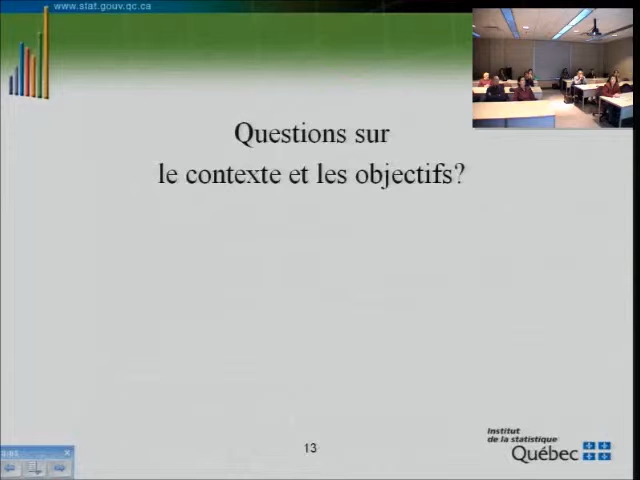 www.stat.gouv.qc.ca
Questions sur
le contexte et les objectifs?
13
Institut
de la statistique
Québec